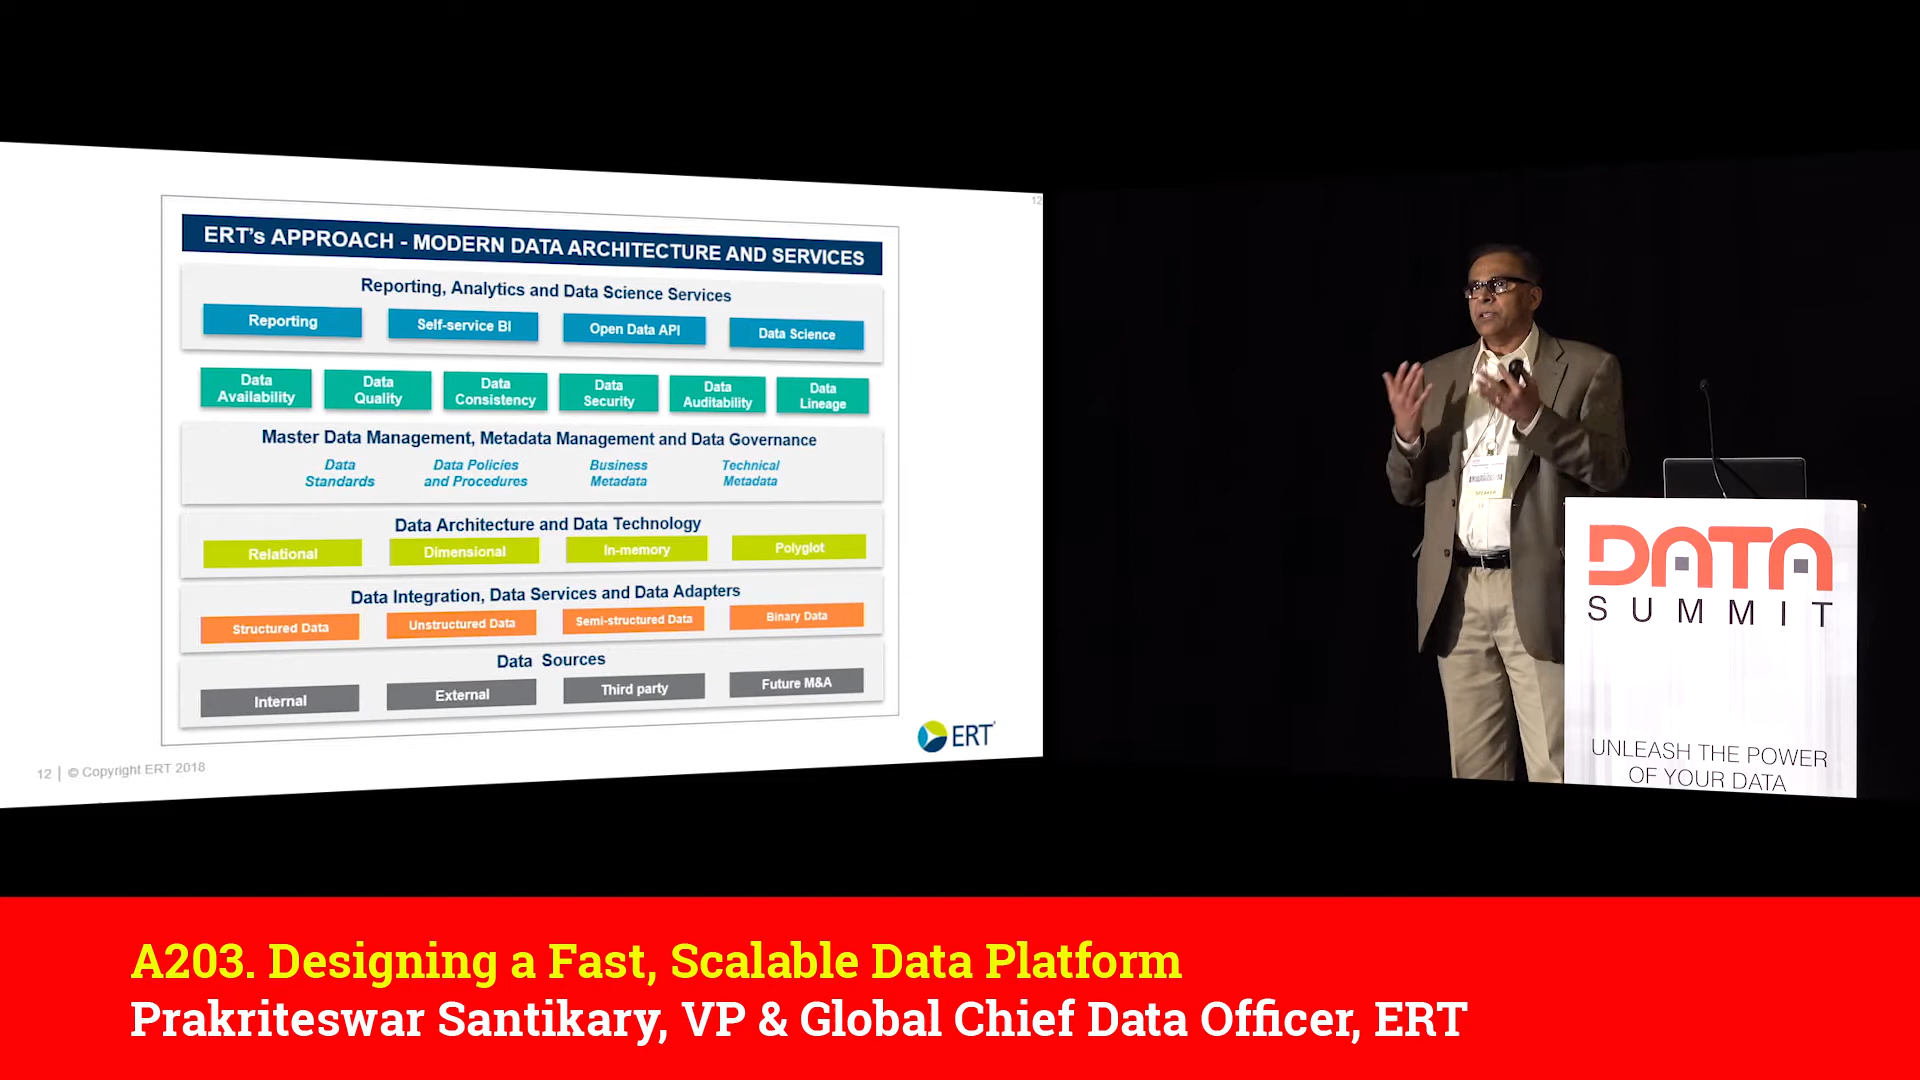 12
ERT's APPROACH - MODERN DATA ARCHITECTURE AND SERVICES
Reporting, Analytics and Data Science Services
Reporting
Self-service BI
Open Data API
Data Science
Data
Availability
Data
Quality
Data
Consistency
Data
Security
Data
Auditability
Data
Lineage
Master Data Management, Metadata Management and Data Governance
Data
Standards
Data Policies
and Procedures
Business
Metadata
Technical
Metadata
Data Architecture and Data Technology
Relational
Dimensional
In-memory
Polyglot
Data Integration, Data Services and Data Adapters
Structured Data
Unstructured Data
Semi-structured Data
Binary Data
Data Sources
Internal
External
Third party
Future M&A
ERT
12 | © Copyright ERT 2018
SPEAKER
DATA
SUMMIT
UNLEASH THE POWER
OF YOUR DATA
A203. Designing a Fast, Scalable Data Platform
Prakriteswar Santikary, VP & Global Chief Data Officer, ERT